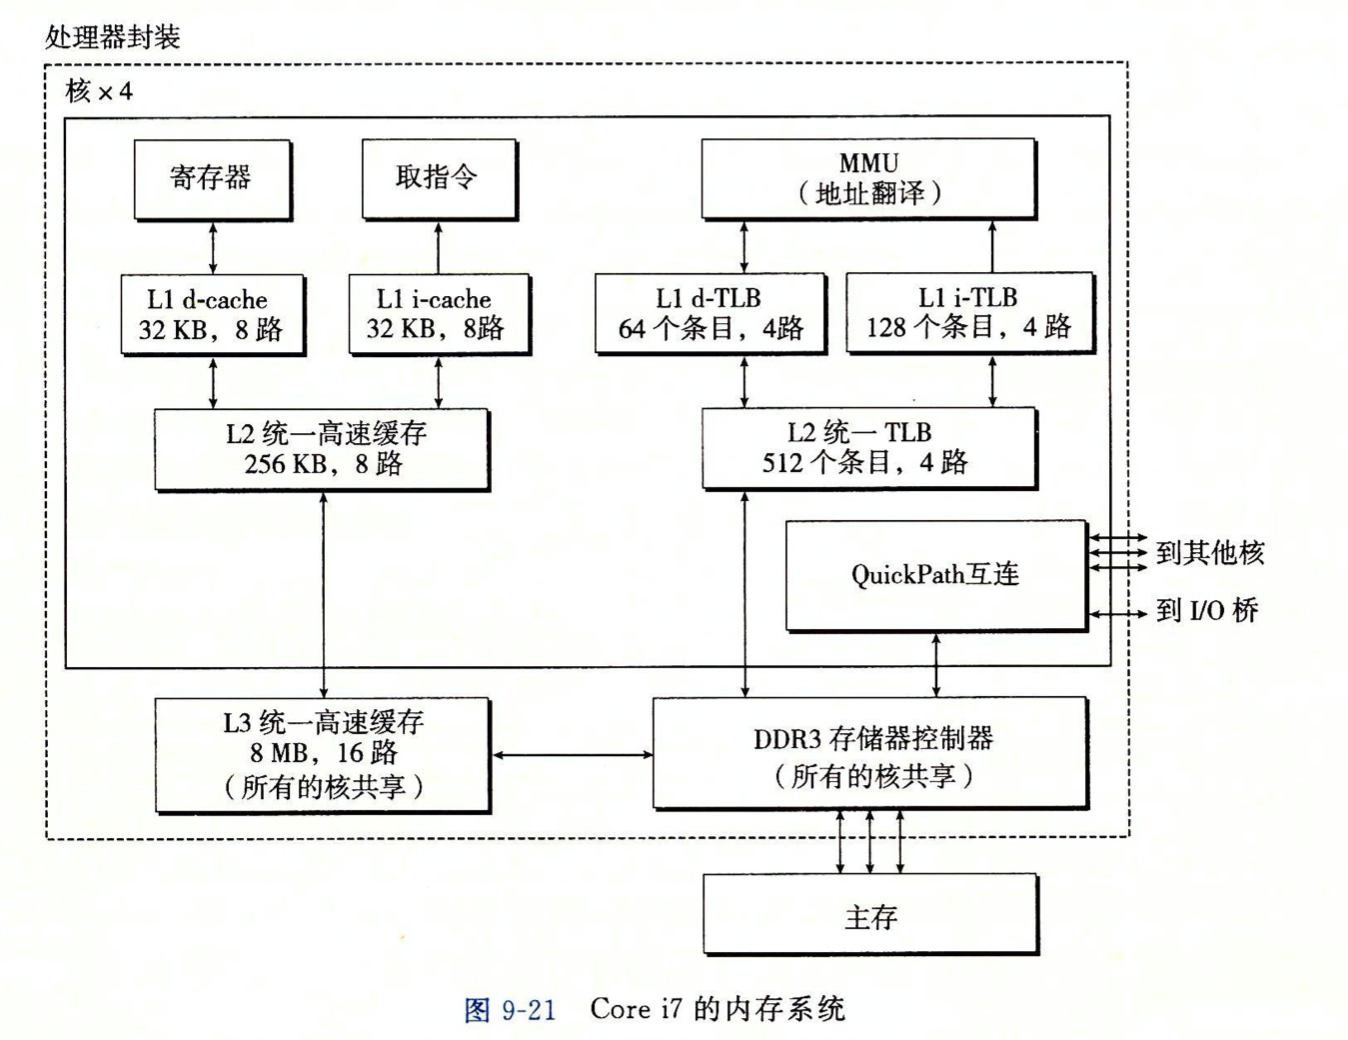 处理器封装
核×4
寄存器
取指令
MMU
（地址翻译）
L1 d-cache
32 KB，8 路
L1 i-cache
32 KB，8路
L1 d-TLB
64 个条目，4路
L1 i-TLB
128 个条目，4 路
L2 统一高速缓存
256 KB，8 路
L2 统一 TLB
512 个条目，4 路
QuickPath互连
到其他核
到 I/O 桥
L3 统一高速缓存
8 MB，16 路
（所有的核共享）
DDR3 存储器控制器
（所有的核共享）
主存
图 9-21 Core i7 的内存系统